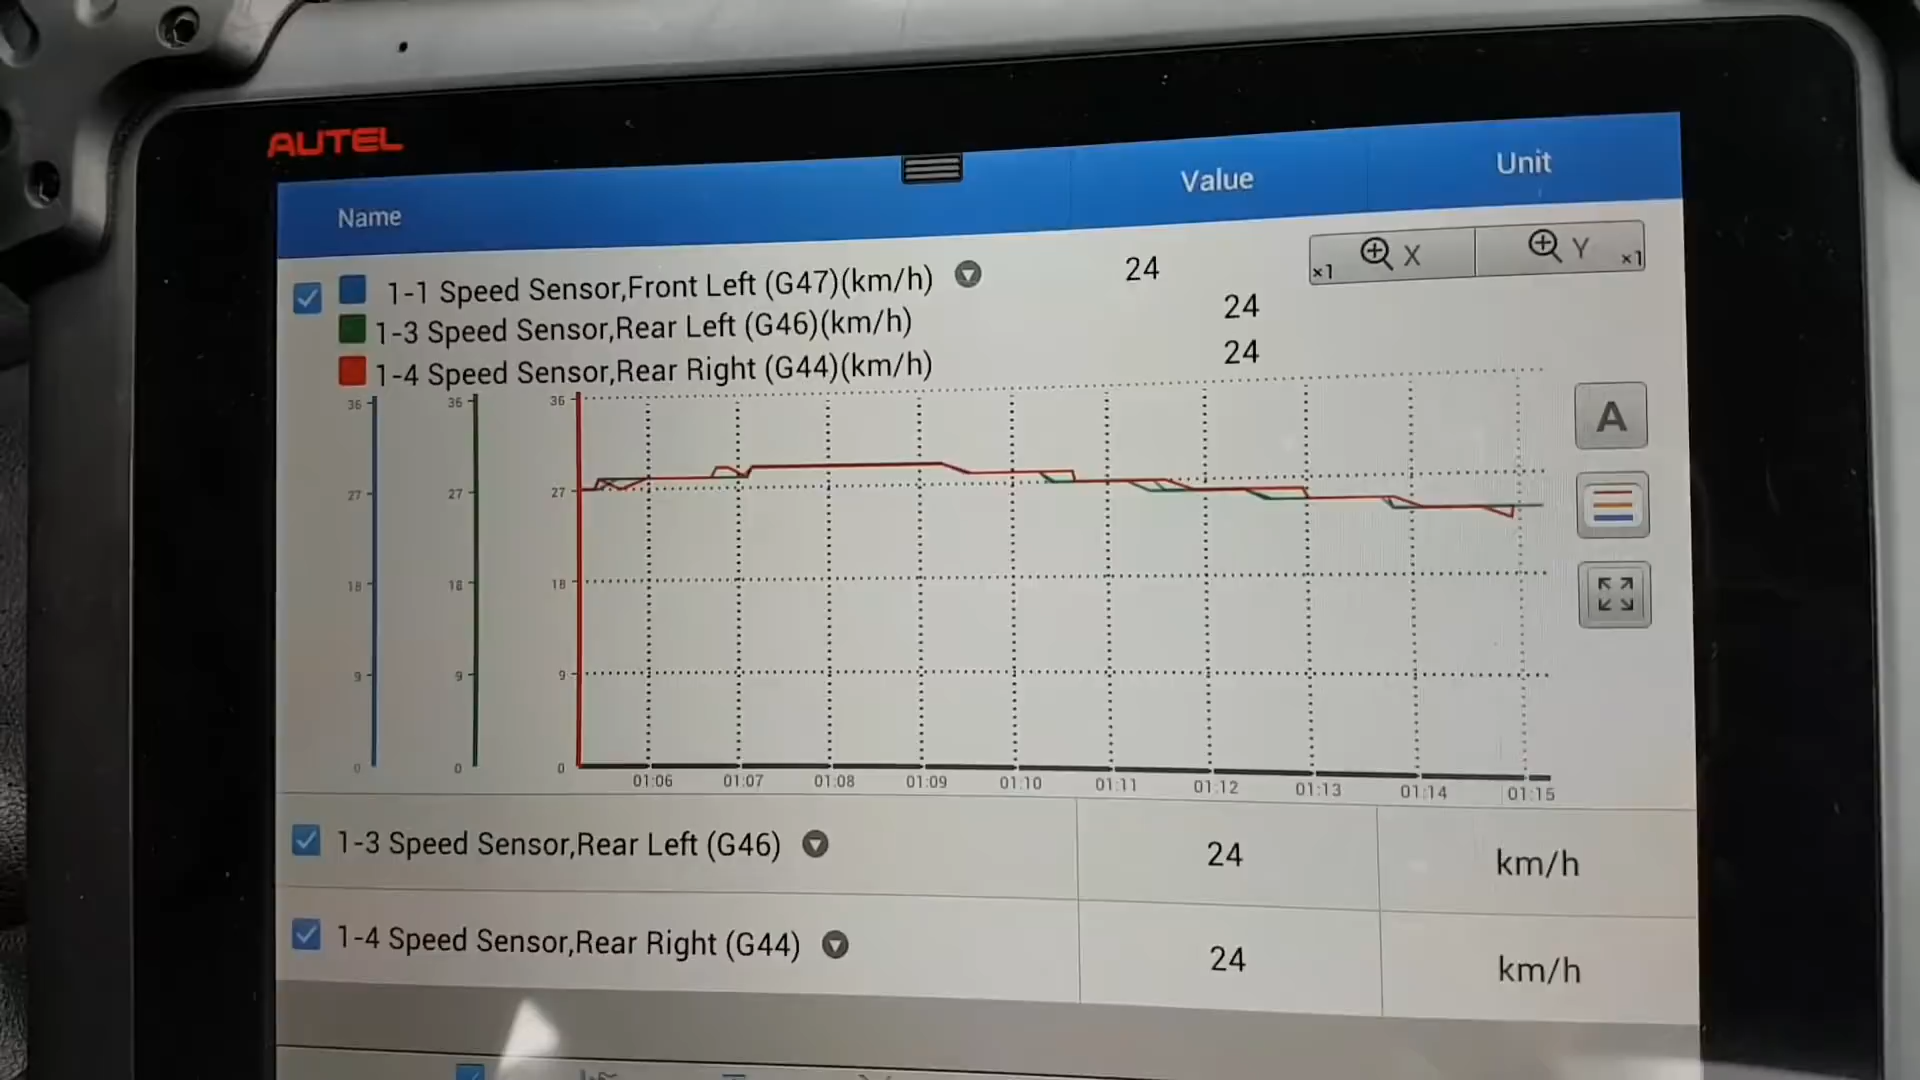 AUTEL
Name Value Unit
1-1 Speed Sensor,Front Left (G47)(km/h) 24 x1 X Y x1
1-3 Speed Sensor,Rear Left (G46)(km/h) 24
1-4 Speed Sensor,Rear Right (G44)(km/h) 24
36 36 36 A
27 27 27
18 18 18
9 9 9
0 0 0
01:06 01:07 01:08 01:09 01:10 01:11 01:12 01:13 01:14 01:15
1-3 Speed Sensor,Rear Left (G46) 24 km/h
1-4 Speed Sensor,Rear Right (G44) 24 km/h